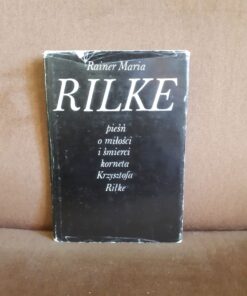 Rainer Maria
RILKE
pieśń
o miłości
i śmierci
korneta
Krzysztofa
Rilke